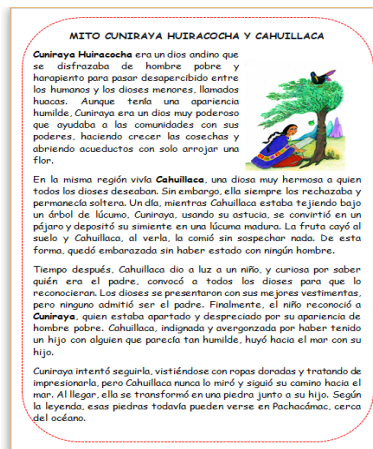 MITO CUNIRAYA HUIRACOCHA Y CAHUILLACA
Cuniraya Huiracocha era un dios andino que
se disfrazaba de hombre pobre y
harapiento para pasar desapercibido entre
los humanos y los dioses menores, llamados
huacas. Aunque tenía una apariencia
humilde, Cuniraya era un dios muy poderoso
que ayudaba a las comunidades con sus
poderes, haciendo crecer las cosechas y
abriendo acueductos con solo arrojar una
flor.
En la misma región vivía Cahuillaca, una diosa muy hermosa a quien
todos los dioses deseaban. Sin embargo, ella siempre los rechazaba y
permanecía soltera. Un día, mientras Cahuillaca estaba tejiendo bajo
un árbol de lúcumo, Cuniraya, usando su astucia, se convirtió en un
pájaro y depositó su simiente en una lúcuma madura. La fruta cayó al
suelo y Cahuillaca, al verla, la comió sin sospechar nada. De esta
forma, quedó embarazada sin haber estado con ningún hombre.
Tiempo después, Cahuillaca dio a luz a un niño, y curiosa por saber
quién era el padre, convocó a todos los dioses para que lo
reconocieran. Los dioses se presentaron con sus mejores vestimentas,
pero ninguno admitió ser el padre. Finalmente, el niño reconoció a
Cuniraya, quien estaba apartado y despreciado por su apariencia de
hombre pobre. Cahuillaca, indignada y avergonzada por haber tenido
un hijo con alguien que parecía tan humilde, huyó hacia el mar con su
hijo.
Cuniraya intentó seguirla, vistiéndose con ropas doradas y tratando de
impresionarla, pero Cahuillaca nunca lo miró y siguió su camino hacia el
mar. Al llegar, ella se transformó en una piedra junto a su hijo. Según
la leyenda, esas piedras todavía pueden verse en Pachacámac, cerca
del océano.